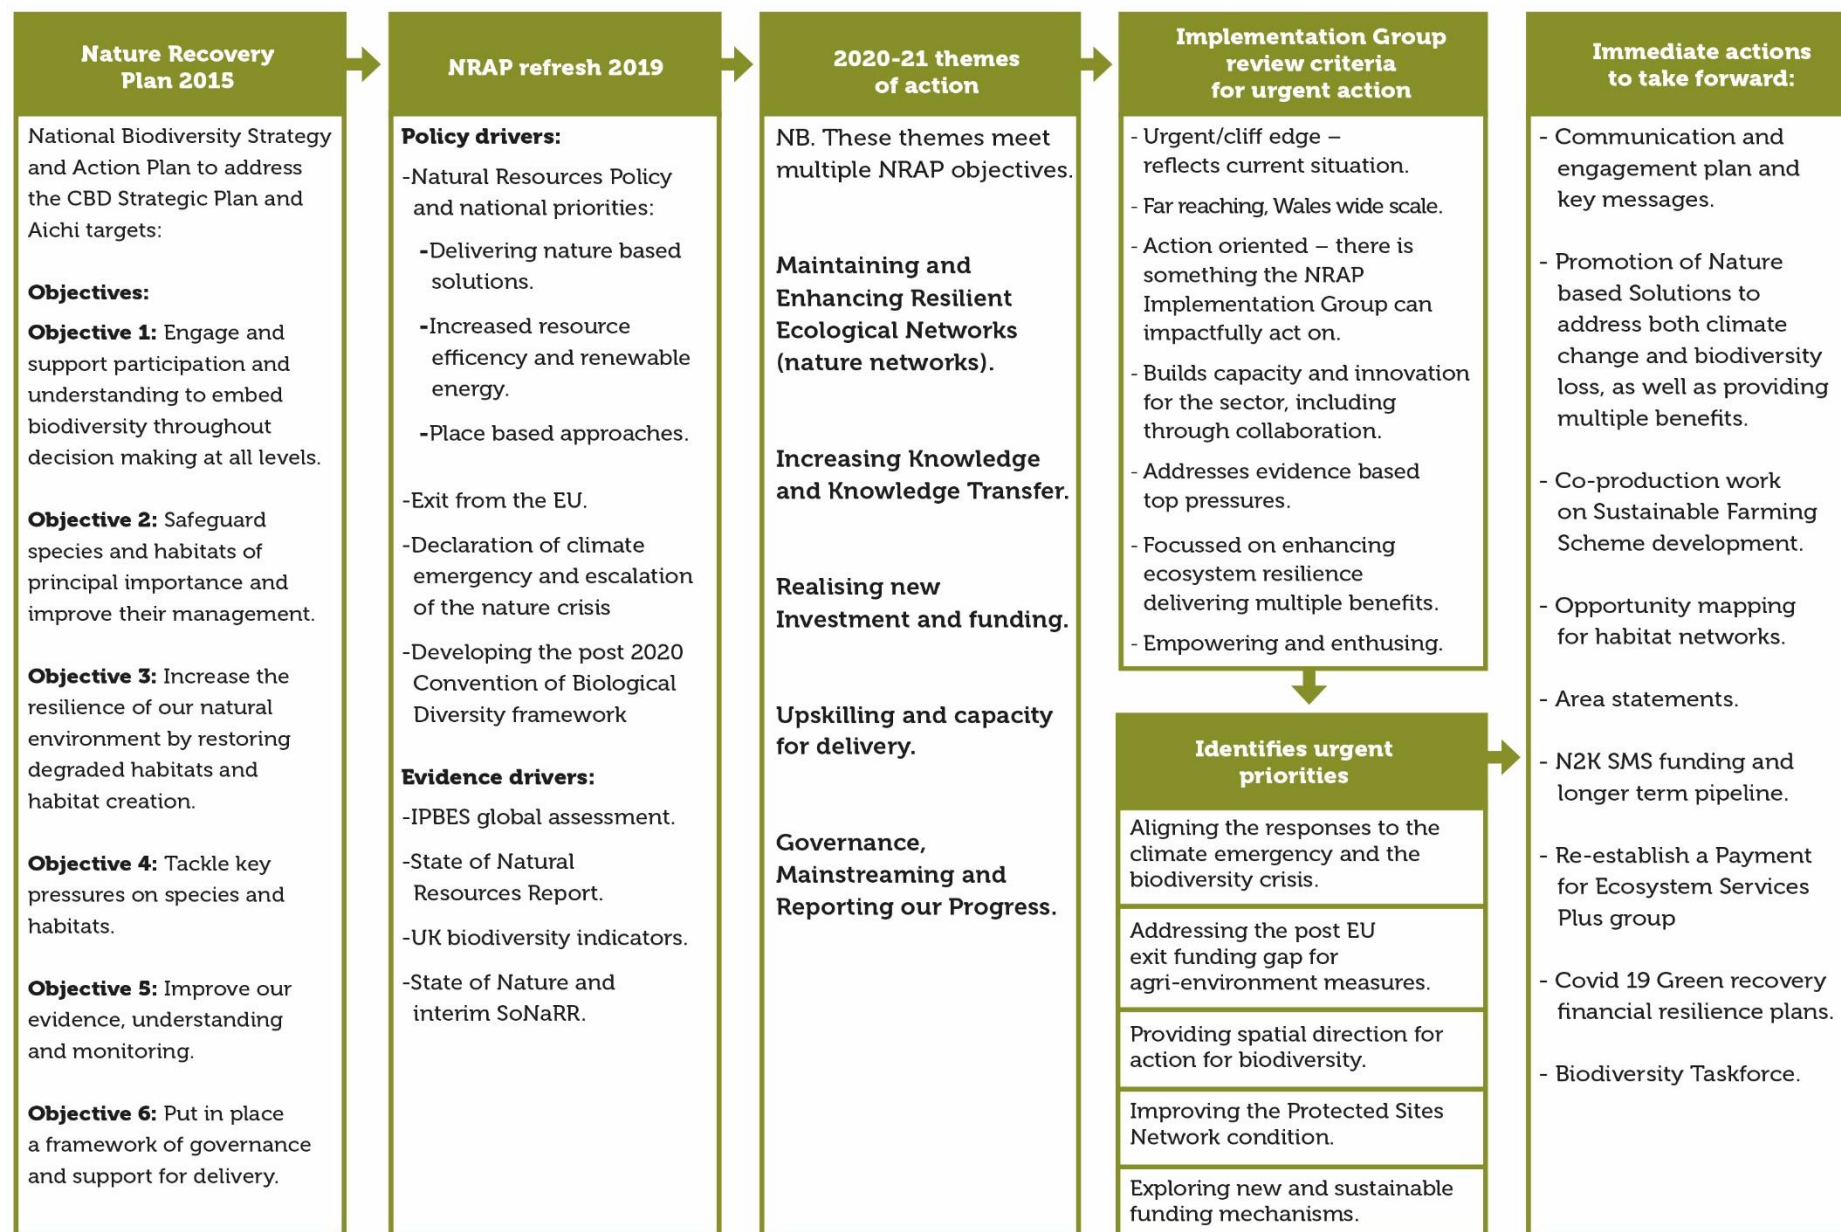 Nature Recovery
Plan 2015
National Biodiversity Strategy
and Action Plan to address
the CBD Strategic Plan and
Aichi targets:
Objectives:
Objective 1: Engage and
support participation and
understanding to embed
biodiversity throughout
decision making at all levels.
Objective 2: Safeguard
species and habitats of
principal importance and
improve their management.
Objective 3: Increase the
resilience of our natural
environment by restoring
degraded habitats and
habitat creation.
Objective 4: Tackle key
pressures on species and
habitats.
Objective 5: Improve our
evidence, understanding
and monitoring.
Objective 6: Put in place
a framework of governance
and support for delivery.
NRAP refresh 2019
Policy drivers:
-Natural Resources Policy
and national priorities:
-Delivering nature based
solutions.
-Increased resource
efficency and renewable
energy.
-Place based approaches.
-Exit from the EU.
-Declaration of climate
emergency and escalation
of the nature crisis
-Developing the post 2020
Convention of Biological
Diversity framework
Evidence drivers:
-IPBES global assessment.
-State of Natural
Resources Report.
-UK biodiversity indicators.
-State of Nature and
interim SoNaRR.
2020-21 themes
of action
NB. These themes meet
multiple NRAP objectives.
Maintaining and
Enhancing Resilient
Ecological Networks
(nature networks).
Increasing Knowledge
and Knowledge Transfer.
Realising new
Investment and funding.
Upskilling and capacity
for delivery.
Governance,
Mainstreaming and
Reporting our Progress.
Implementation Group
review criteria
for urgent action
- Urgent/cliff edge –
reflects current situation.
- Far reaching, Wales wide scale.
- Action oriented – there is
something the NRAP
Implementation Group can
impactfully act on.
- Builds capacity and innovation
for the sector, including
through collaboration.
- Addresses evidence based
top pressures.
- Focussed on enhancing
ecosystem resilience
delivering multiple benefits.
- Empowering and enthusing.
Identifies urgent
priorities
Aligning the responses to the
climate emergency and the
biodiversity crisis.
Addressing the post EU
exit funding gap for
agri-environment measures.
Providing spatial direction for
action for biodiversity.
Improving the Protected Sites
Network condition.
Exploring new and sustainable
funding mechanisms.
Immediate actions
to take forward:
- Communication and
engagement plan and
key messages.
- Promotion of Nature
based Solutions to
address both climate
change and biodiversity
loss, as well as providing
multiple benefits.
- Co-production work
on Sustainable Farming
Scheme development.
- Opportunity mapping
for habitat networks.
- Area statements.
- N2K SMS funding and
longer term pipeline.
- Re-establish a Payment
for Ecosystem Services
Plus group
- Covid 19 Green recovery
financial resilience plans.
- Biodiversity Taskforce.